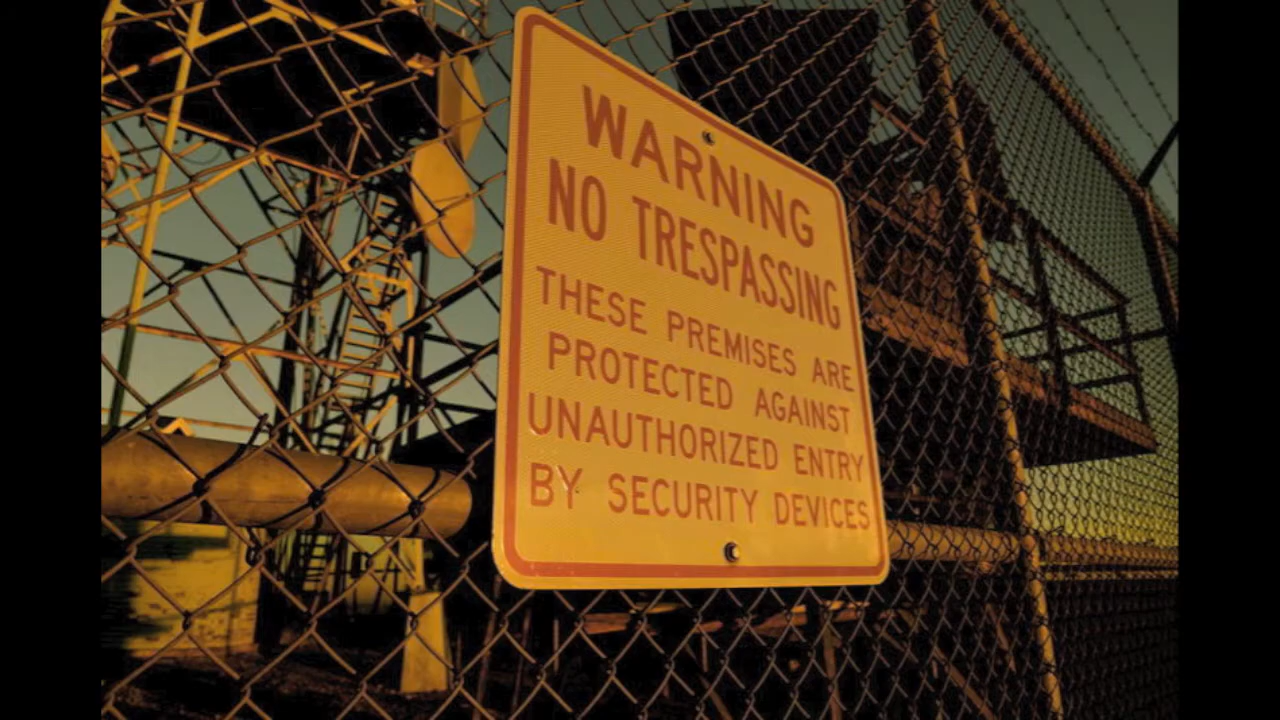 WARNING
NO TRESPASSING
THESE PREMISES ARE
PROTECTED AGAINST
UNAUTHORIZED ENTRY
BY SECURITY DEVICES